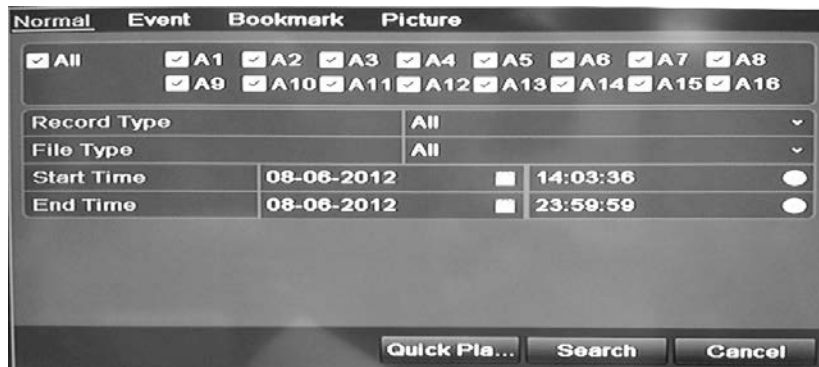 Normal Event Bookmark Picture
All A1 A2 A3 A4 A5 A6 A7 A8
A9 A10 A11 A12 A13 A14 A15 A16
Record Type All
File Type All
Start Time 08-06-2012 14:03:36
End Time 08-06-2012 23:59:59
Quick Pla... Search Cancel